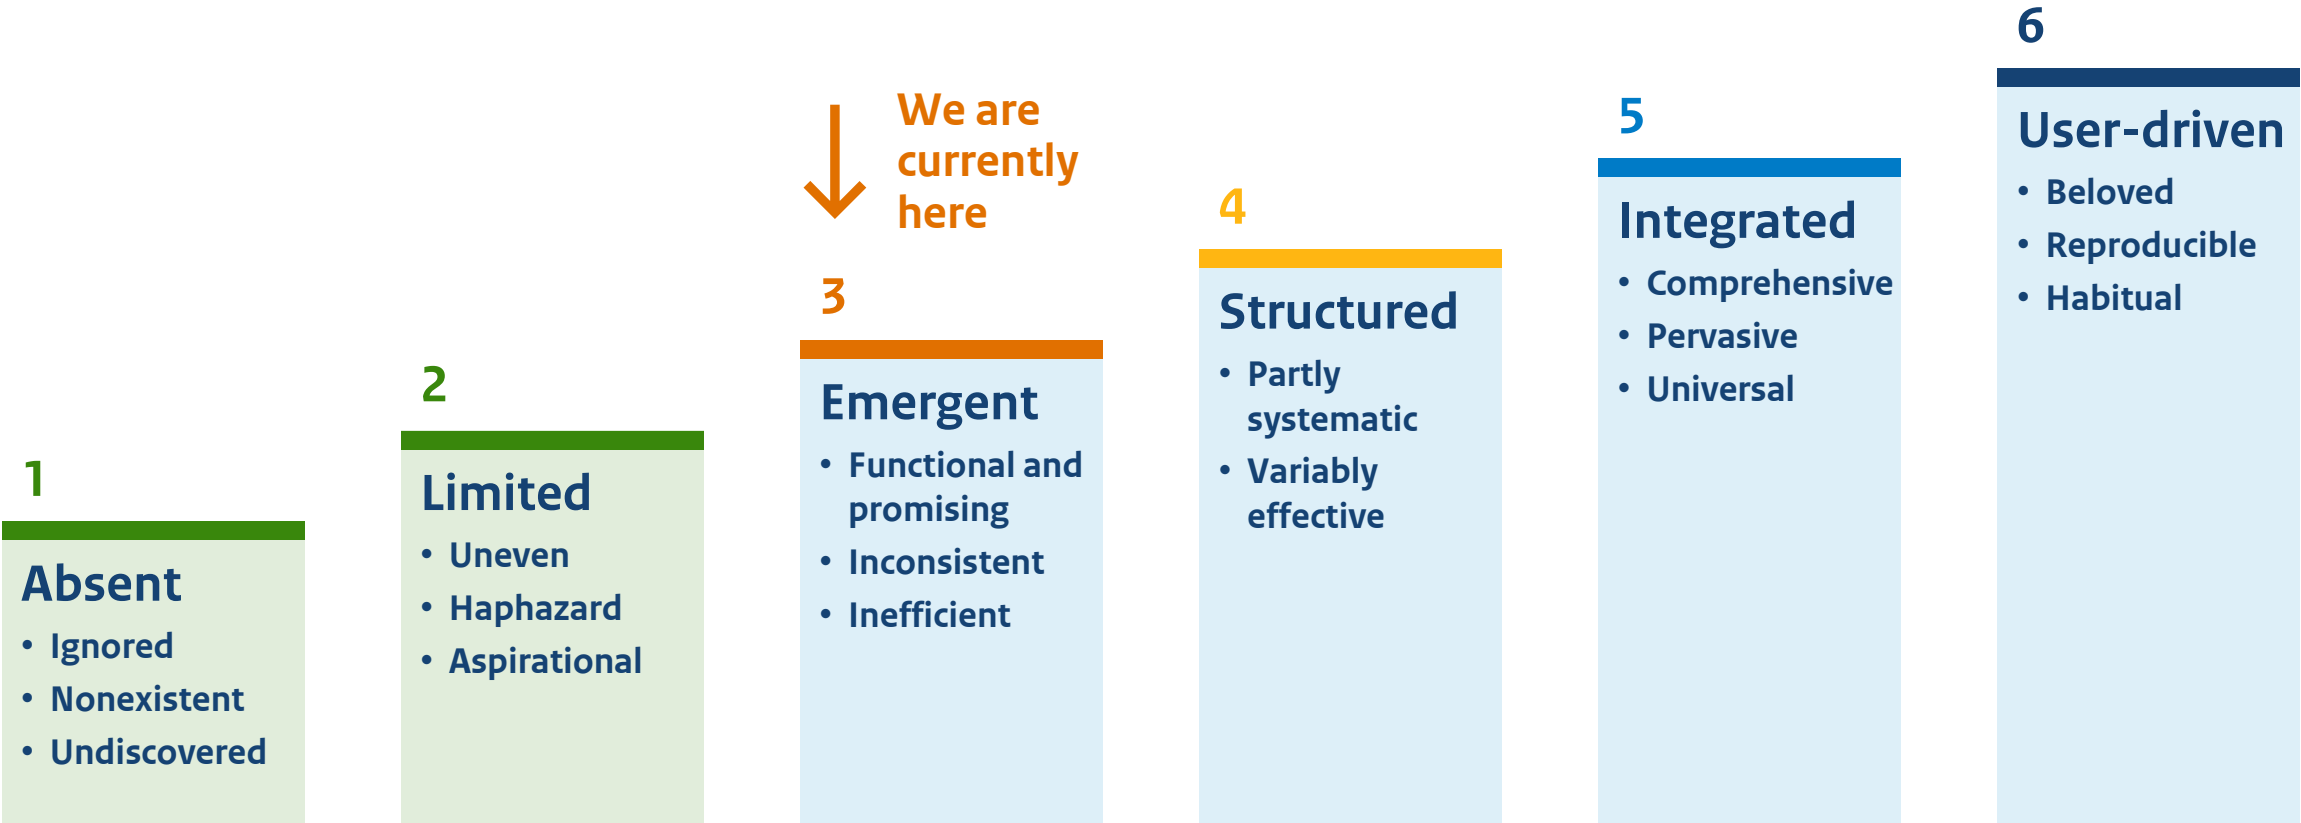 1
Absent
• Ignored
• Nonexistent
• Undiscovered
2
Limited
• Uneven
• Haphazard
• Aspirational
We are
currently
here
3
Emergent
• Functional and
promising
• Inconsistent
• Inefficient
4
Structured
• Partly
systematic
• Variably
effective
5
Integrated
• Comprehensive
• Pervasive
• Universal
6
User-driven
• Beloved
• Reproducible
• Habitual